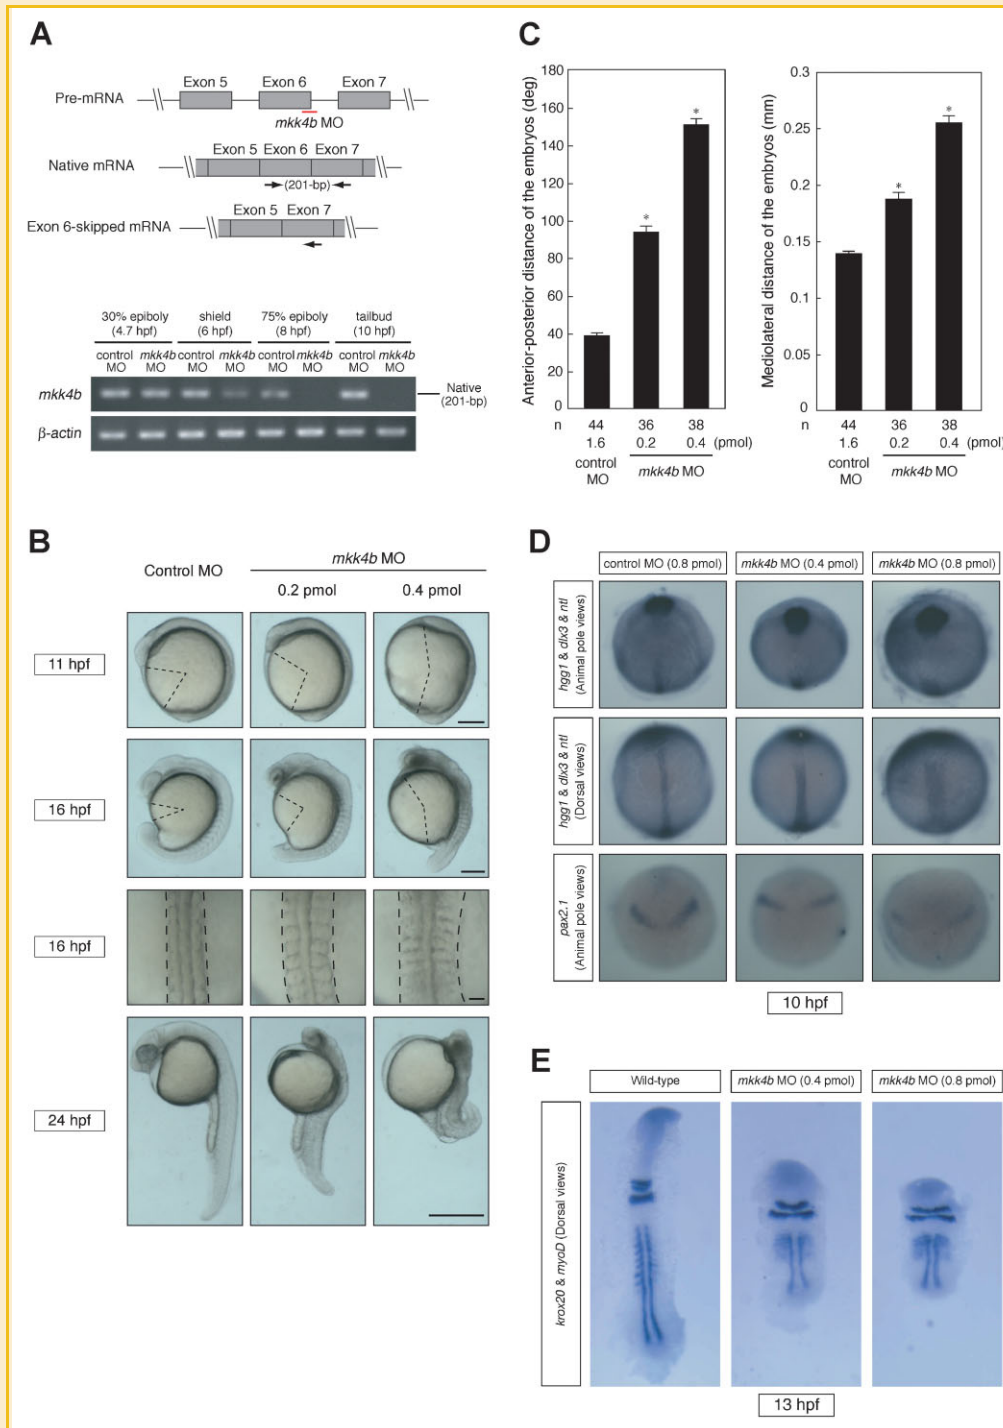 A
Exon 5 Exon 6 Exon 7
Pre-mRNA
mkk4b MO
Exon 5 Exon 6 Exon 7
Native mRNA
(201-bp)
Exon 5 Exon 7
Exon 6-skipped mRNA
30% epiboly shield 75% epiboly tailbud
(4.7 hpf) (6 hpf) (8 hpf) (10 hpf)
control mkk4b control mkk4b control mkk4b control mkk4b
MO MO MO MO MO MO MO MO
mkk4b
Native
(201-bp)
β-actin
C
Anterior-posterior distance of the embryos (deg)
180
160
140
120
100
80
60
40
20
0
*
*
n 44 36 38
1.6 0.2 0.4 (pmol)
control
MO
mkk4b MO
Mediolateral distance of the embryos (mm)
0.3
0.25
0.2
0.15
0.1
0.05
0
*
*
n 44 36 38
1.6 0.2 0.4 (pmol)
control
MO
mkk4b MO
B
Control MO
mkk4b MO
0.2 pmol 0.4 pmol
11 hpf
16 hpf
16 hpf
24 hpf
D
control MO (0.8 pmol) mkk4b MO (0.4 pmol) mkk4b MO (0.8 pmol)
hgg1 & dlx3 & ntl
(Animal pole views)
hgg1 & dlx3 & ntl
(Dorsal views)
pax2.1
(Animal pole views)
10 hpf
E
Wild-type mkk4b MO (0.4 pmol) mkk4b MO (0.8 pmol)
krox20 & myoD (Dorsal views)
13 hpf